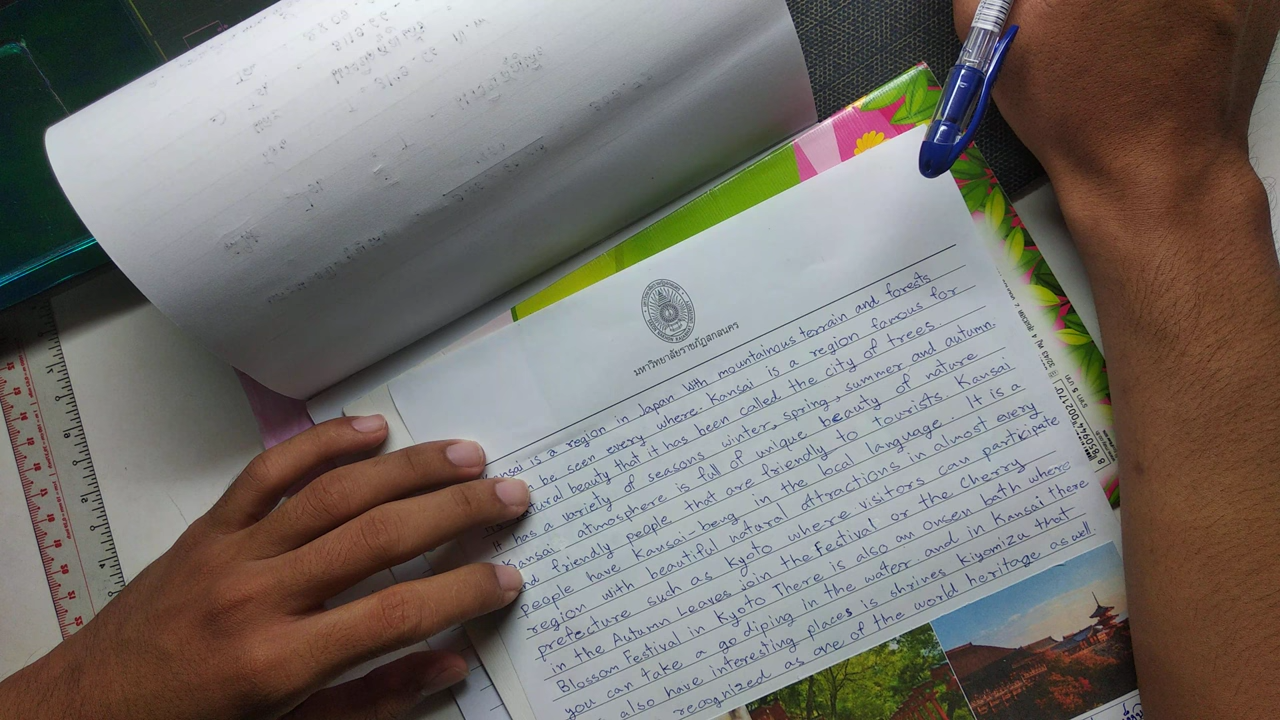 มหาวิทยาลัยราชภัฏสกลนคร
Kansai is a region in Japan with mountainous terrain and forests
be seen every where. Kansai is a region famous for
natural beauty that it has been called the city of trees.
It has a variety of seasons winter, spring, summer and autumn.
Kansai. atmosphere is full of unique beauty of nature
and friendly people that are friendly to tourists. Kansai
people have Kansai-beng in the local language. It is a
region with beautiful natural attractions in almost every
prefecture such as Kyoto where visitors can participate
in the Autumn Leaves join the Festival or the Cherry
Blossom Festival in Kyoto There is also an onsen bath where
you can take a go diping in the water. and in Kansai there
also have interesting places is shrives kiyomizu that
recognized as one of the world heritage as well.
8 850944 002170